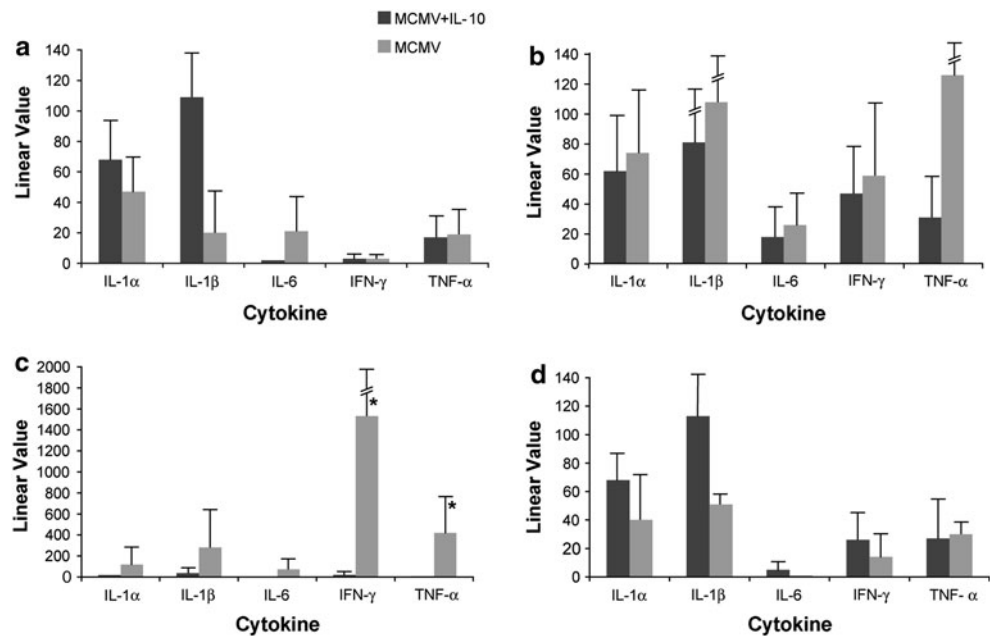 MCMV+IL-10
MCMV
a
140
120
100
80
60
40
20
0
Linear Value
IL-1α
IL-1β
IL-6
IFN-γ
TNF-α
Cytokine
b
140
120
100
80
60
40
20
0
Linear Value
IL-1α
IL-1β
IL-6
IFN-γ
TNF-α
Cytokine
c
2000
1800
1600
1400
1200
1000
800
600
400
200
0
Linear Value
*
*
IL-1α
IL-1β
IL-6
IFN-γ
TNF-α
Cytokine
d
140
120
100
80
60
40
20
0
Linear Value
IL-1α
IL-1β
IL-6
IFN-γ
TNF- α
Cytokine